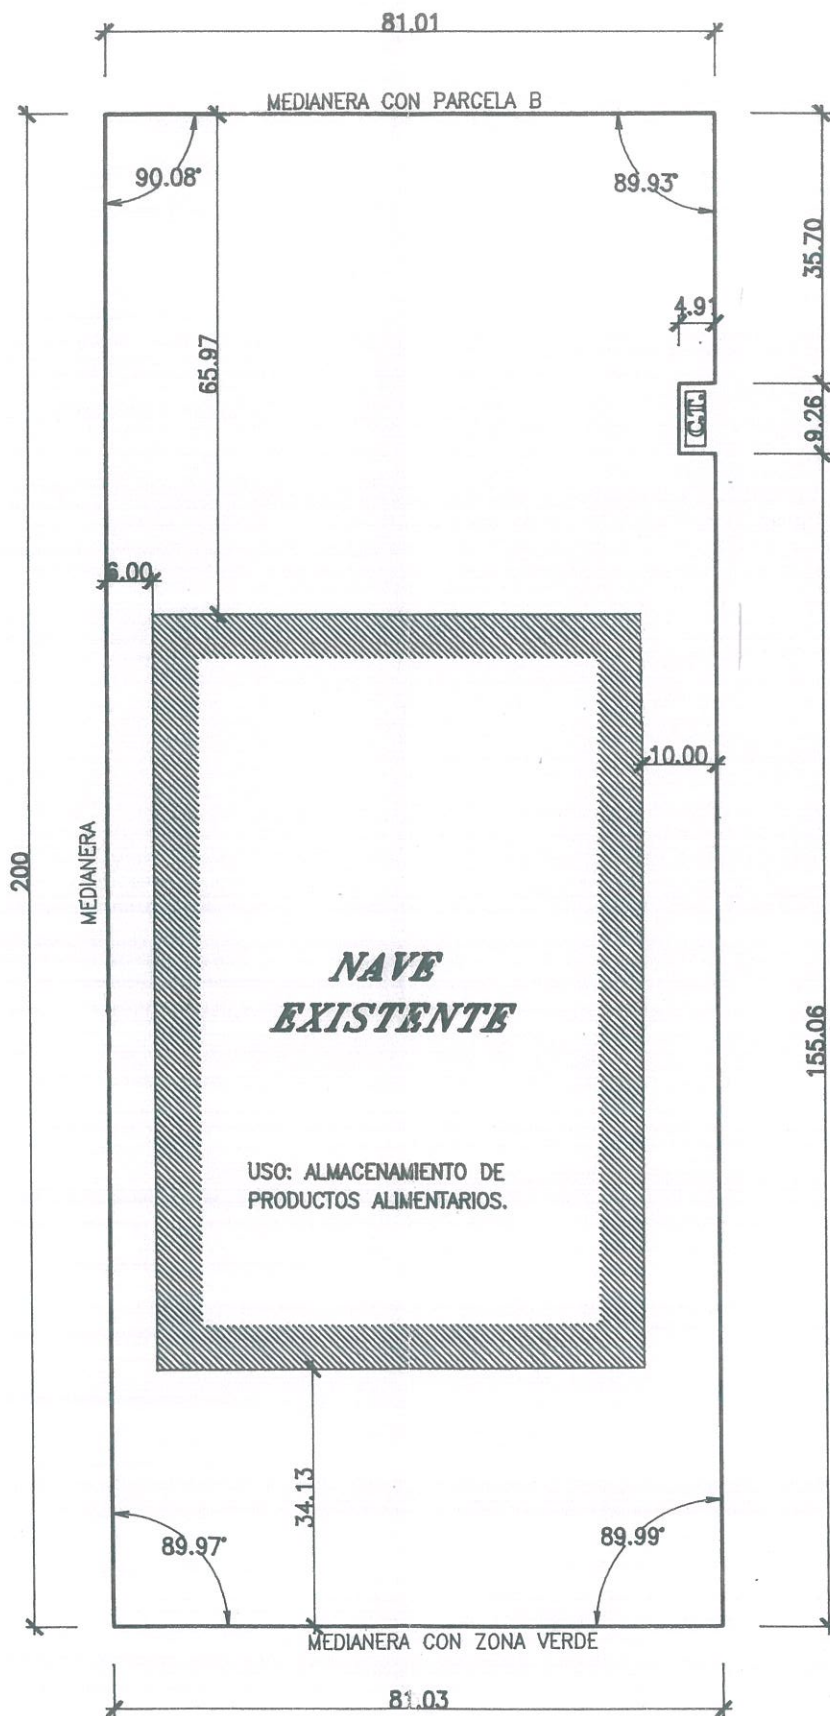 81.01
MEDIANERA CON PARCELA B
90.08°
89.93°
35.70
4.91
65.97
C.T.
9.26
6.00
10.00
200
MEDIANERA
NAVE
EXISTENTE
155.06
USO: ALMACENAMIENTO DE
PRODUCTOS ALIMENTARIOS.
34.13
89.97°
89.99°
MEDIANERA CON ZONA VERDE
81.03